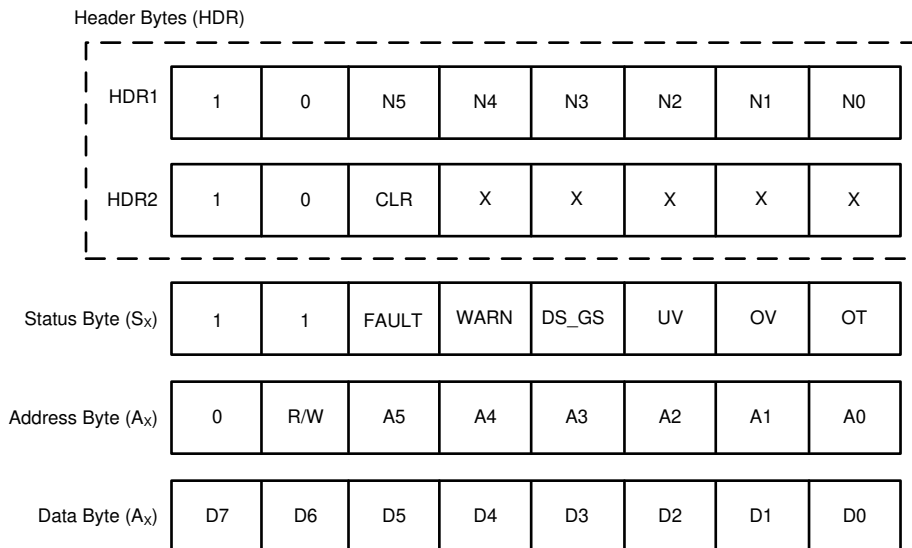 Header Bytes (HDR)
HDR1 1 0 N5 N4 N3 N2 N1 N0
HDR2 1 0 CLR X X X X X
Status Byte (SX) 1 1 FAULT WARN DS_GS UV OV OT
Address Byte (AX) 0 R/W A5 A4 A3 A2 A1 A0
Data Byte (AX) D7 D6 D5 D4 D3 D2 D1 D0